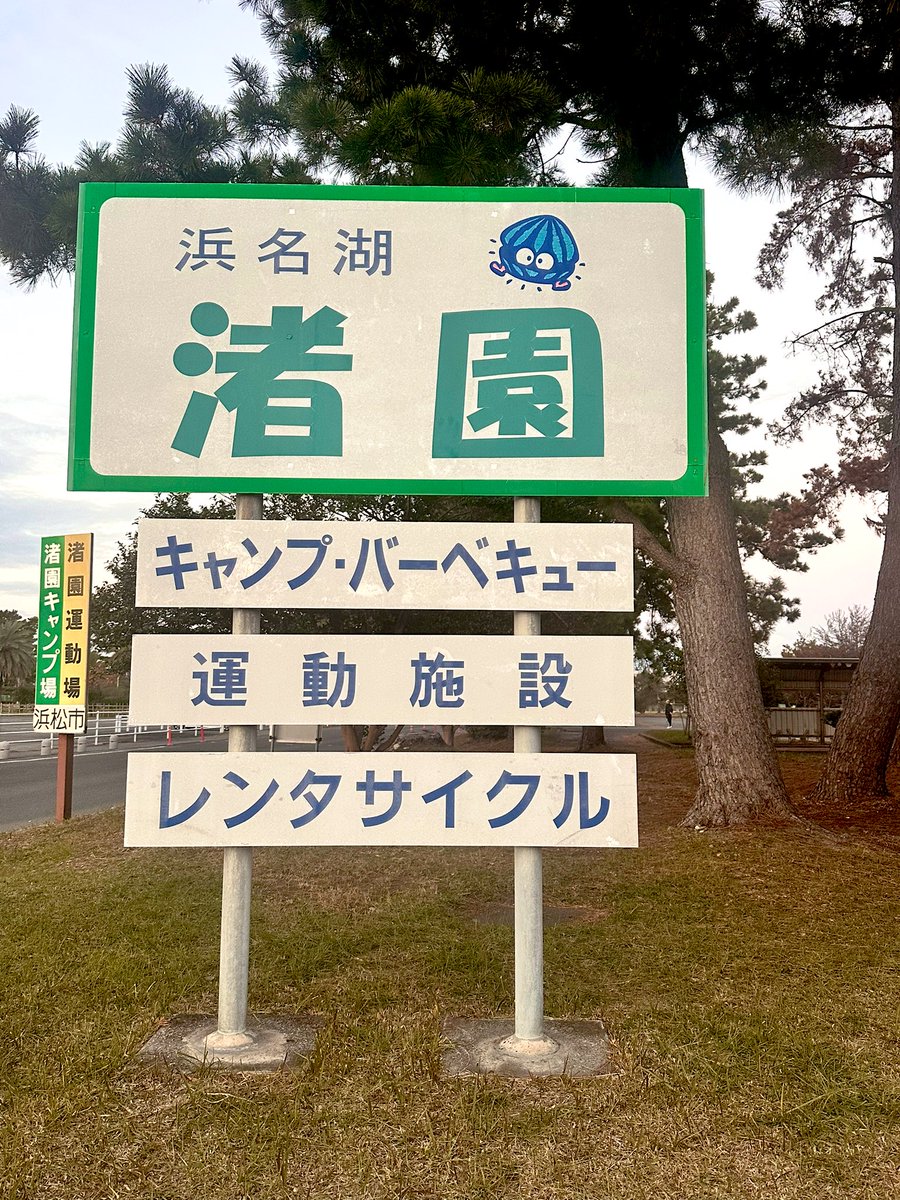 浜名湖
渚園
キャンプ・バーベキュー
運動施設
レンタサイクル
渚園運動場
渚園キャンプ場
浜松市